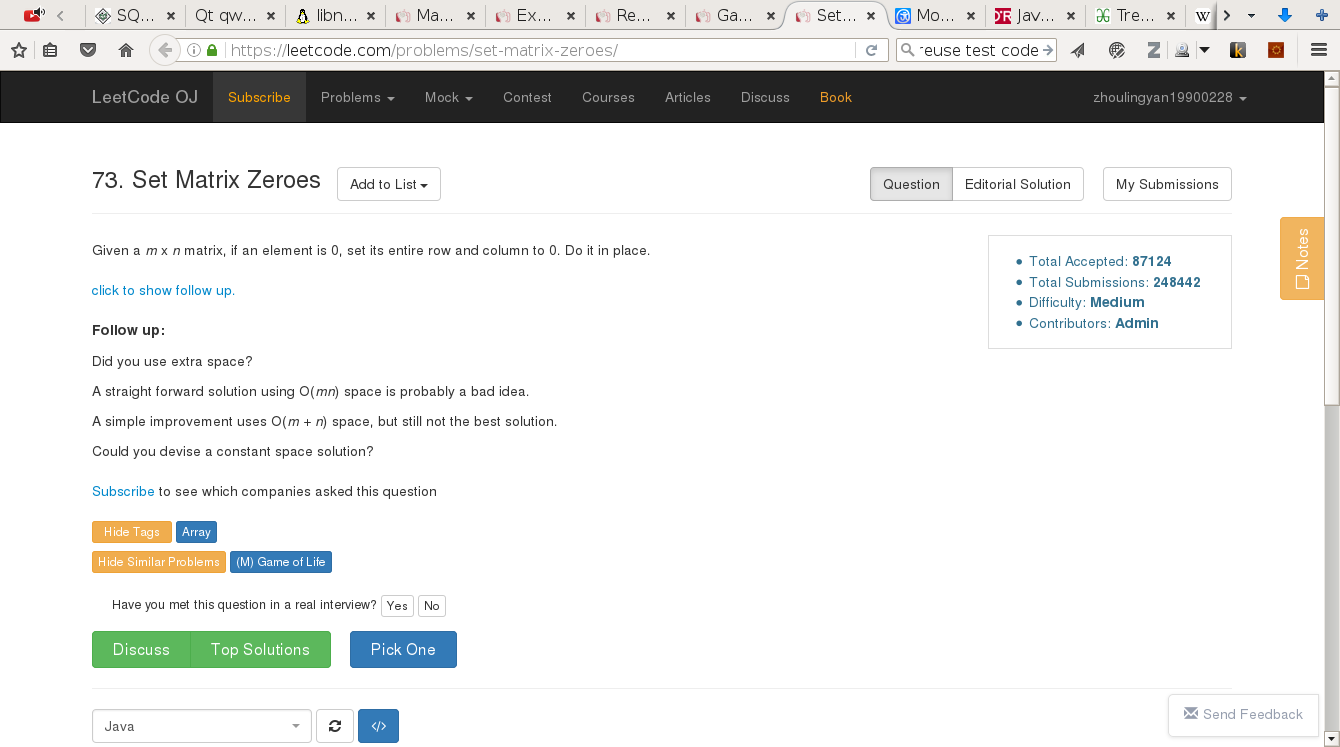 SQ... Qt qw... libn... Ma... Ex... Re... Ga... Set... Mo... Jav... Tre... W
https://leetcode.com/problems/set-matrix-zeroes/ reuse test code
LeetCode OJ Subscribe Problems Mock Contest Courses Articles Discuss Book zhoulingyan19900228
73. Set Matrix Zeroes Add to List Question Editorial Solution My Submissions
Given a m x n matrix, if an element is 0, set its entire row and column to 0. Do it in place.
click to show follow up.
Follow up:
Did you use extra space?
A straight forward solution using O(mn) space is probably a bad idea.
A simple improvement uses O(m + n) space, but still not the best solution.
Could you devise a constant space solution?
Subscribe to see which companies asked this question
Hide Tags Array
Hide Similar Problems (M) Game of Life
Have you met this question in a real interview? Yes No
Discuss Top Solutions Pick One
Java </>
Total Accepted: 87124
Total Submissions: 248442
Difficulty: Medium
Contributors: Admin
Notes
Send Feedback